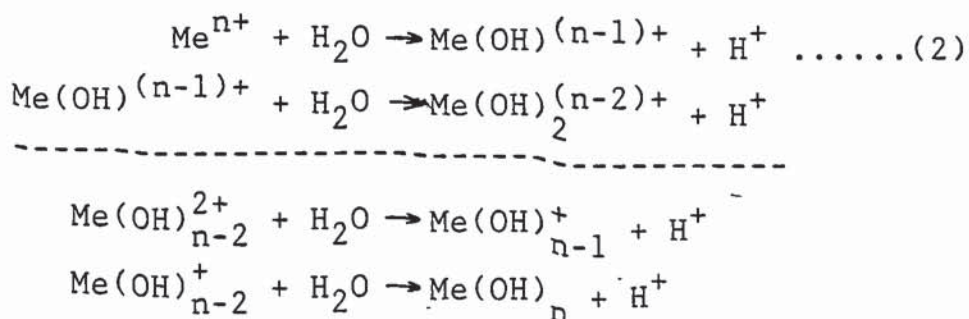 Me^{n+} + H_2O → Me(OH)^{(n-1)+} + H^+ ......(2)
Me(OH)^{(n-1)+} + H_2O → Me(OH)_2^{(n-2)+} + H^+
Me(OH)_{n-2}^{2+} + H_2O → Me(OH)_{n-1}^+ + H^+
Me(OH)_{n-2}^+ + H_2O → Me(OH)_n + H^+